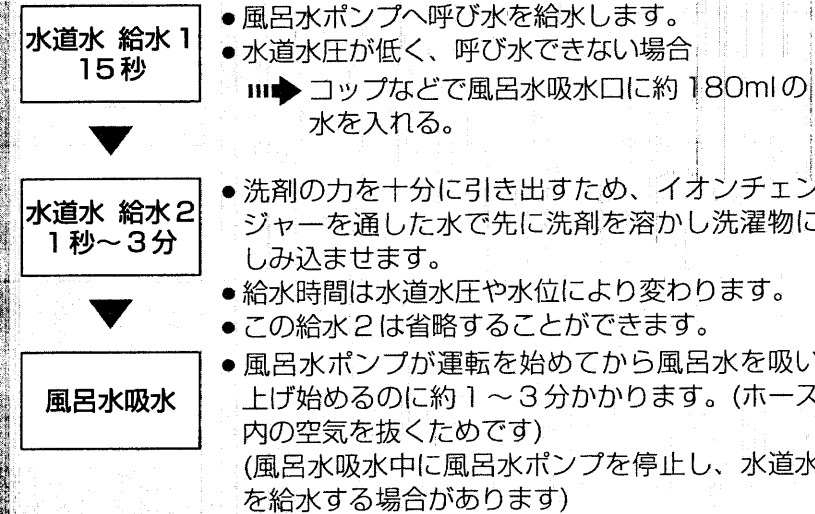 水道水 給水1
15秒
●風呂水ポンプへ呼び水を給水します。
●水道水圧が低く、呼び水できない場合
コップなどで風呂水吸水口に約180mlの
水を入れる。
水道水 給水2
1秒〜3分
●洗剤の力を十分に引き出すため、イオンチェン
ジャーを通した水で先に洗剤を溶かし洗濯物に
しみ込ませます。
●給水時間は水道水圧や水位により変わります。
●この給水2は省略することができます。
風呂水吸水
●風呂水ポンプが運転を始めてから風呂水を吸い
上げ始めるのに約1〜3分かかります。(ホース
内の空気を抜くためです)
(風呂水吸水中に風呂水ポンプを停止し、水道水
を給水する場合があります)